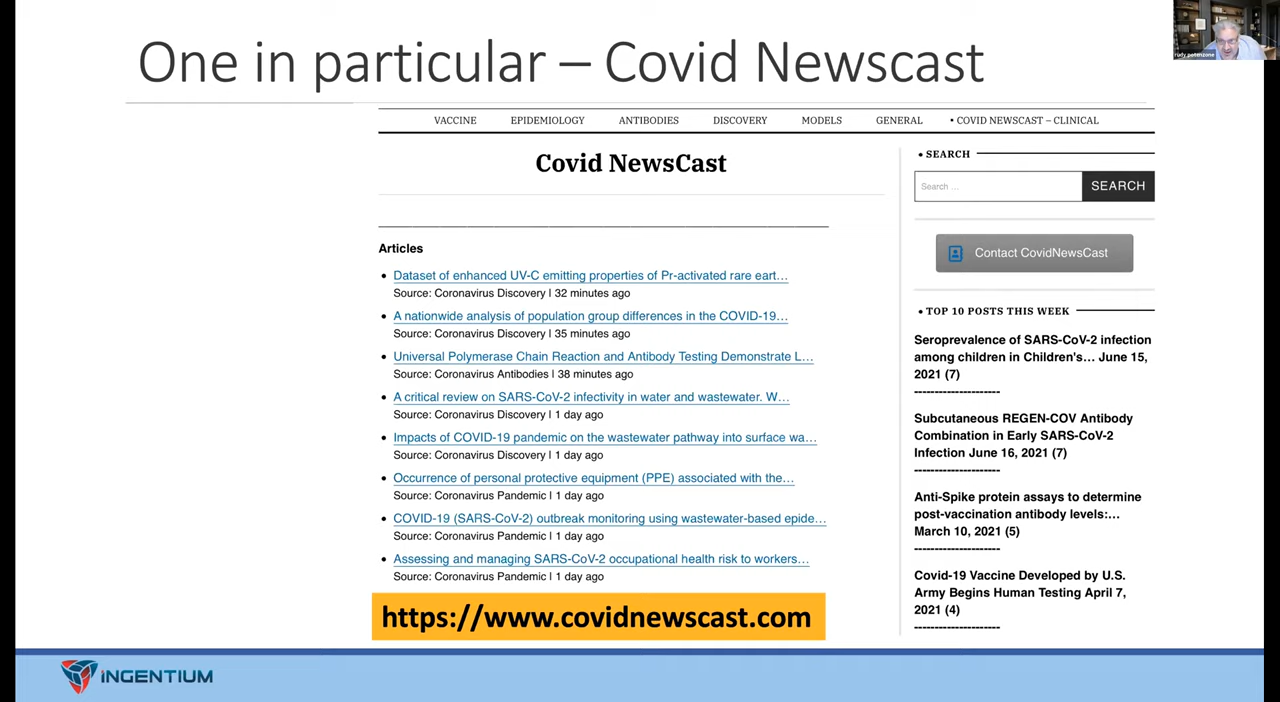 One in particular – Covid Newscast
VACCINE EPIDEMIOLOGY ANTIBODIES DISCOVERY MODELS GENERAL • COVID NEWSCAST – CLINICAL
Covid NewsCast
Articles
• Dataset of enhanced UV-C emitting properties of Pr-activated rare eart…
Source: Coronavirus Discovery | 32 minutes ago
• A nationwide analysis of population group differences in the COVID-19…
Source: Coronavirus Discovery | 35 minutes ago
• Universal Polymerase Chain Reaction and Antibody Testing Demonstrate L…
Source: Coronavirus Antibodies | 38 minutes ago
• A critical review on SARS-CoV-2 infectivity in water and wastewater. W…
Source: Coronavirus Discovery | 1 day ago
• Impacts of COVID-19 pandemic on the wastewater pathway into surface wa…
Source: Coronavirus Discovery | 1 day ago
• Occurrence of personal protective equipment (PPE) associated with the…
Source: Coronavirus Pandemic | 1 day ago
• COVID-19 (SARS-CoV-2) outbreak monitoring using wastewater-based epide…
Source: Coronavirus Pandemic | 1 day ago
• Assessing and managing SARS-CoV-2 occupational health risk to workers…
Source: Coronavirus Pandemic | 1 day ago
https://www.covidnewscast.com
• SEARCH
Search …
SEARCH
Contact CovidNewsCast
• TOP 10 POSTS THIS WEEK
Seroprevalence of SARS-CoV-2 infection
among children in Children's… June 15,
2021 (7)
---------------------
Subcutaneous REGEN-COV Antibody
Combination in Early SARS-CoV-2
Infection June 16, 2021 (7)
---------------------
Anti-Spike protein assays to determine
post-vaccination antibody levels:…
March 10, 2021 (5)
---------------------
Covid-19 Vaccine Developed by U.S.
Army Begins Human Testing April 7,
2021 (4)
---------------------
INGENTIUM